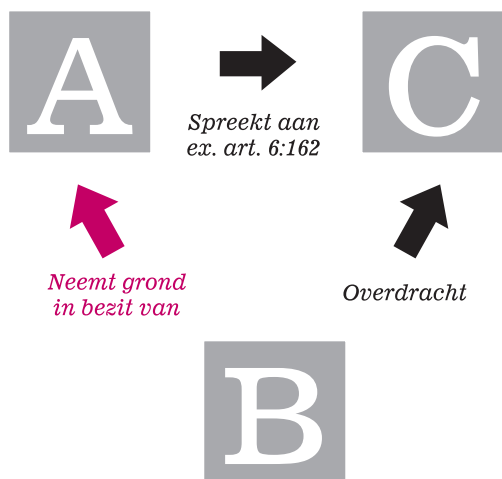 A
C
Spreekt aan
ex. art. 6:162
Neemt grond
in bezit van
Overdracht
B